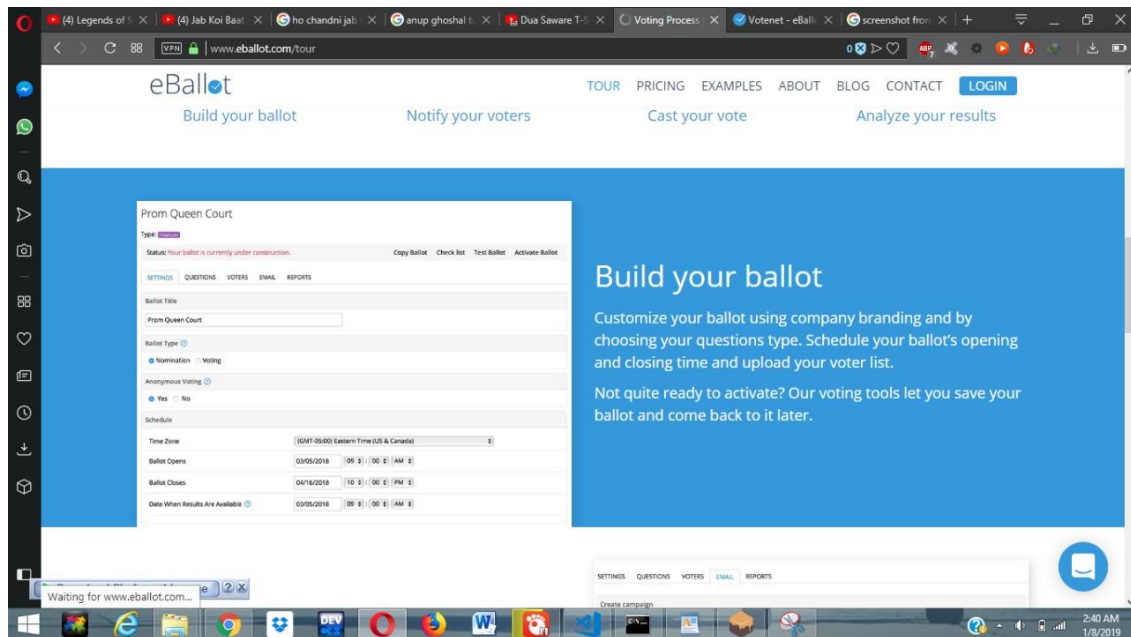 (4) Legends of
(4) Jab Koi Baat
ho chandni jab
anup ghoshal
Dua Saware T-S
Voting Process
Votenet - eBall
screenshot from
VPN
www.eballot.com/tour
0
eBallot
TOUR PRICING EXAMPLES ABOUT BLOG CONTACT LOGIN
Build your ballot Notify your voters Cast your vote Analyze your results
Prom Queen Court
Type:
Status: Your ballot is currently under construction. Copy Ballot Check list Test Ballot Activate Ballot
SETTINGS QUESTIONS VOTERS EMAIL REPORTS
Ballot Title
Prom Queen Court
Ballot Type
Nomination Voting
Anonymous Voting
Yes No
Schedule
Time Zone (GMT-05:00) Eastern Time (US & Canada)
Ballot Opens 03/05/2018 09 : 00 AM
Ballot Closes 04/16/2018 10 : 00 PM
Date When Results Are Available 03/05/2018 09 : 00 AM
Build your ballot
Customize your ballot using company branding and by
choosing your questions type. Schedule your ballot's opening
and closing time and upload your voter list.
Not quite ready to activate? Our voting tools let you save your
ballot and come back to it later.
SETTINGS QUESTIONS VOTERS EMAIL REPORTS
Create campaign
Waiting for www.eballot.com...
DEV
2:40 AM
1/8/2019